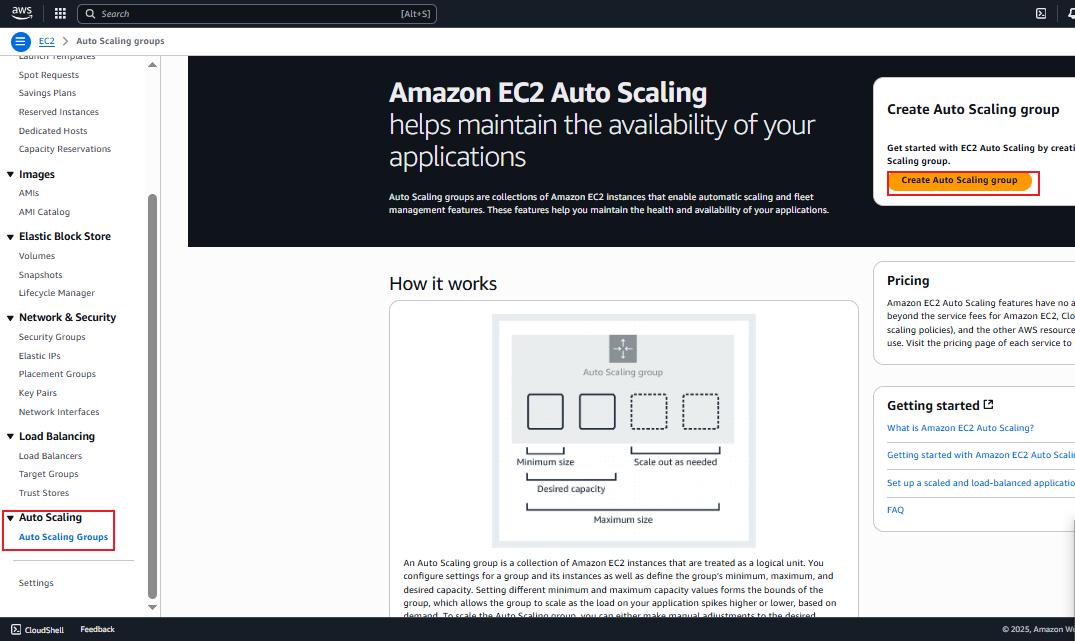 aws
Search
[Alt+S]
EC2
Auto Scaling groups
Launch Templates
Spot Requests
Savings Plans
Reserved Instances
Dedicated Hosts
Capacity Reservations
Images
AMIs
AMI Catalog
Elastic Block Store
Volumes
Snapshots
Lifecycle Manager
Network & Security
Security Groups
Elastic IPs
Placement Groups
Key Pairs
Network Interfaces
Load Balancing
Load Balancers
Target Groups
Trust Stores
Auto Scaling
Auto Scaling Groups
Settings
Amazon EC2 Auto Scaling
helps maintain the availability of your
applications
Auto Scaling groups are collections of Amazon EC2 instances that enable automatic scaling and fleet
management features. These features help you maintain the health and availability of your applications.
Create Auto Scaling group
Get started with EC2 Auto Scaling by creati
Scaling group.
Create Auto Scaling group
How it works
Auto Scaling group
Minimum size
Scale out as needed
Desired capacity
Maximum size
An Auto Scaling group is a collection of Amazon EC2 instances that are treated as a logical unit. You
configure settings for a group and its instances as well as define the group's minimum, maximum, and
desired capacity. Setting different minimum and maximum capacity values forms the bounds of the
group, which allows the group to scale as the load on your application spikes higher or lower, based on
demand. To scale the Auto Scaling group, you can either make manual adjustments to the desired
Pricing
Amazon EC2 Auto Scaling features have no a
beyond the service fees for Amazon EC2, Clo
scaling policies), and the other AWS resource
use. Visit the pricing page of each service to
Getting started
What is Amazon EC2 Auto Scaling?
Getting started with Amazon EC2 Auto Scali
Set up a scaled and load-balanced applicatio
FAQ
CloudShell
Feedback
© 2025, Amazon We